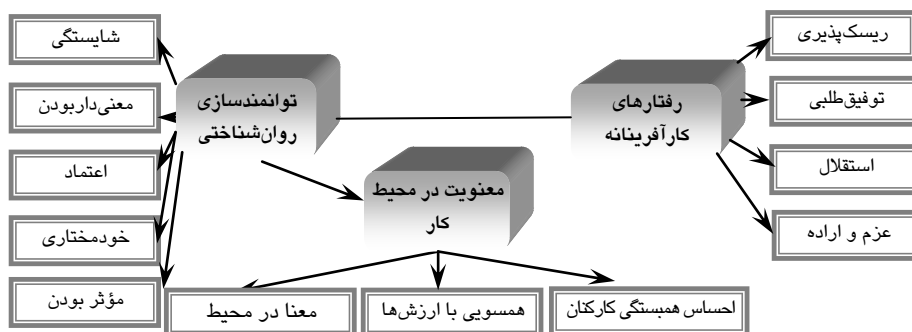 ریسک‌پذیری
توفیق‌طلبی
استقلال
عزم و اراده
رفتارهای
کارآفرینانه
توانمندسازی
روان‌شناختی
معنویت در محیط
کار
شایستگی
معنی‌داربودن
اعتماد
خودمختاری
مؤثر بودن
احساس همبستگی کارکنان
همسویی با ارزش‌ها
معنا در محیط